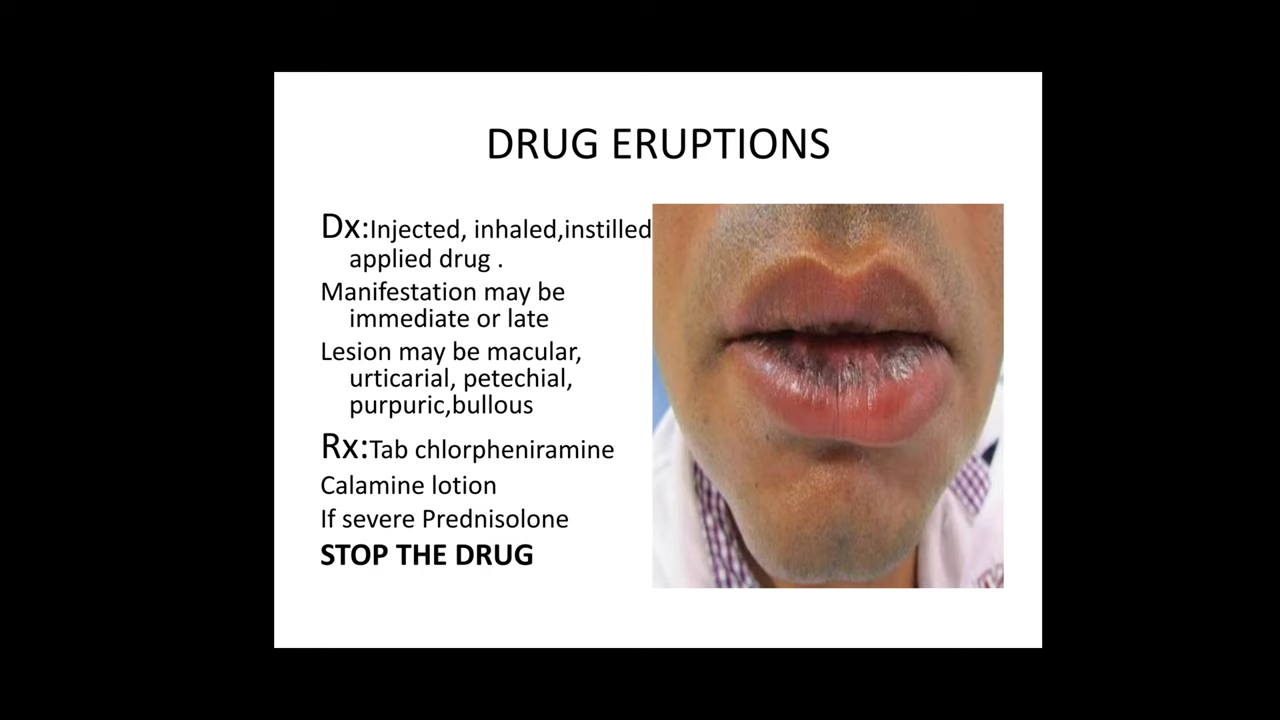 DRUG ERUPTIONS
Dx:Injected, inhaled,instilled
applied drug .
Manifestation may be
immediate or late
Lesion may be macular,
urticarial, petechial,
purpuric,bullous
Rx:Tab chlorpheniramine
Calamine lotion
If severe Prednisolone
STOP THE DRUG